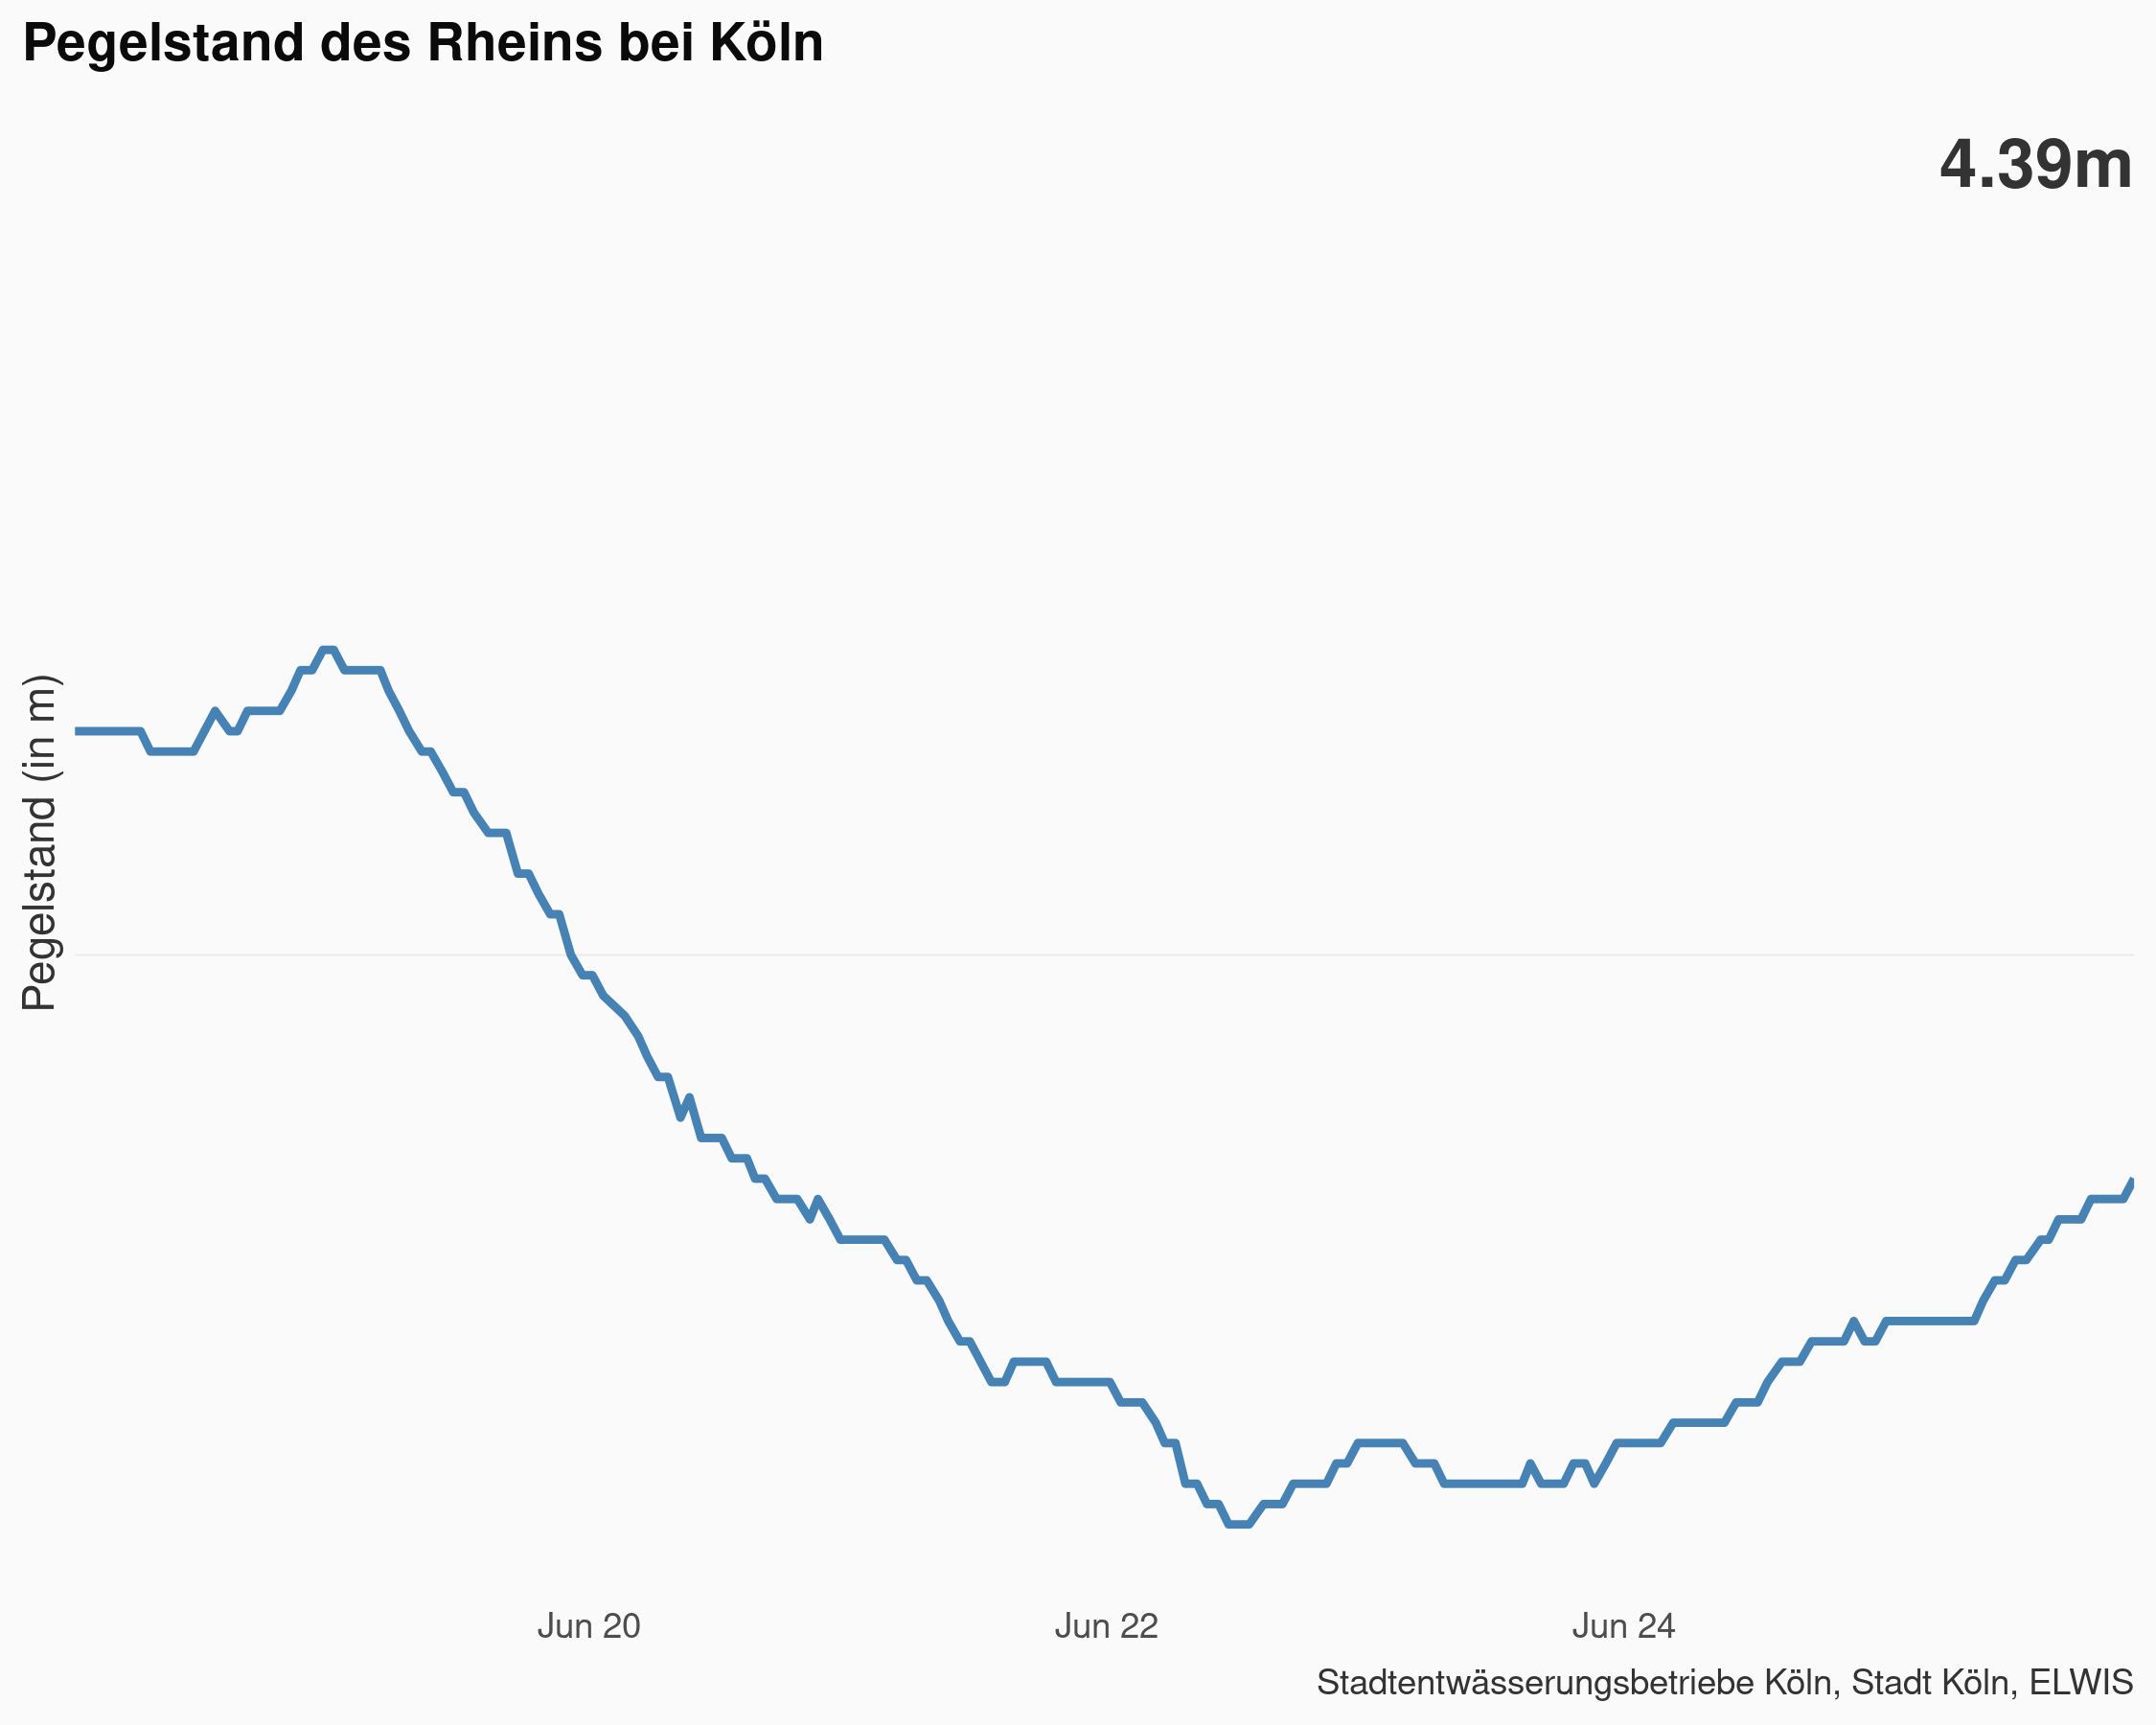 Pegelstand des Rheins bei Köln
4.39m
Pegelstand (in m)
Jun 20
Jun 22
Jun 24
Stadtentwässerungsbetriebe Köln, Stadt Köln, ELWIS